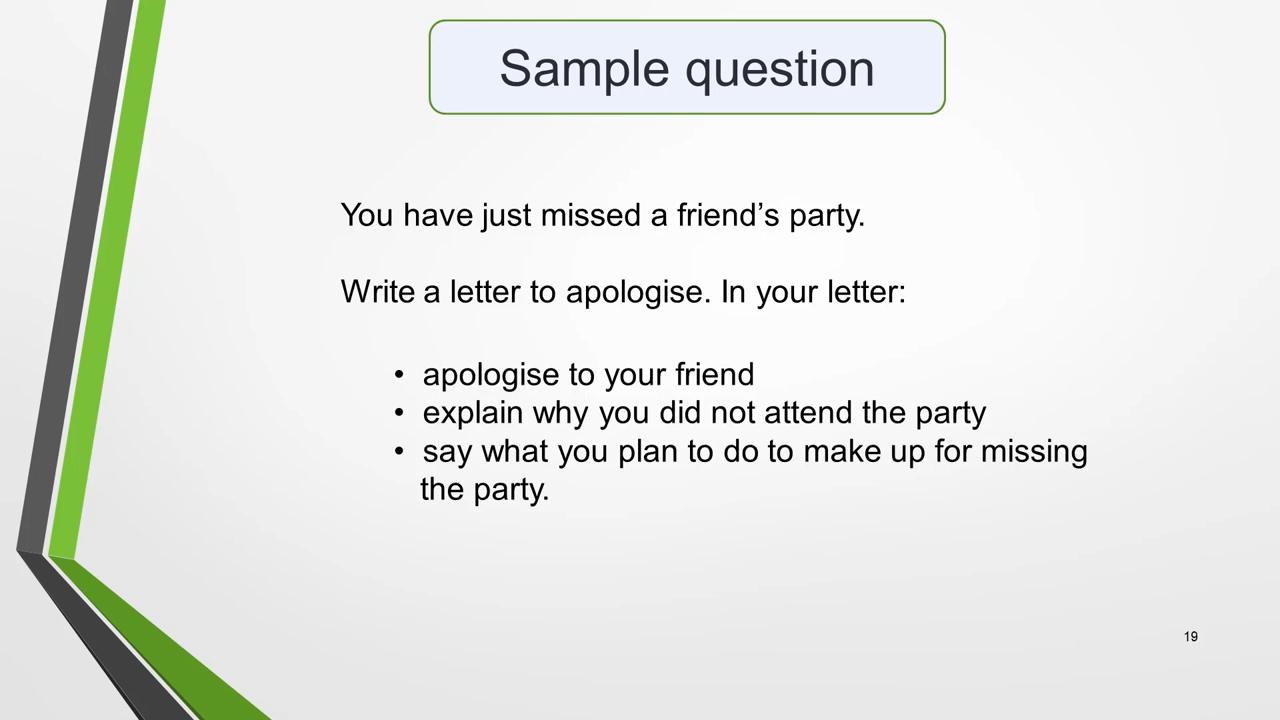 Sample question
You have just missed a friend’s party.
Write a letter to apologise. In your letter:
• apologise to your friend
• explain why you did not attend the party
• say what you plan to do to make up for missing
the party.
19